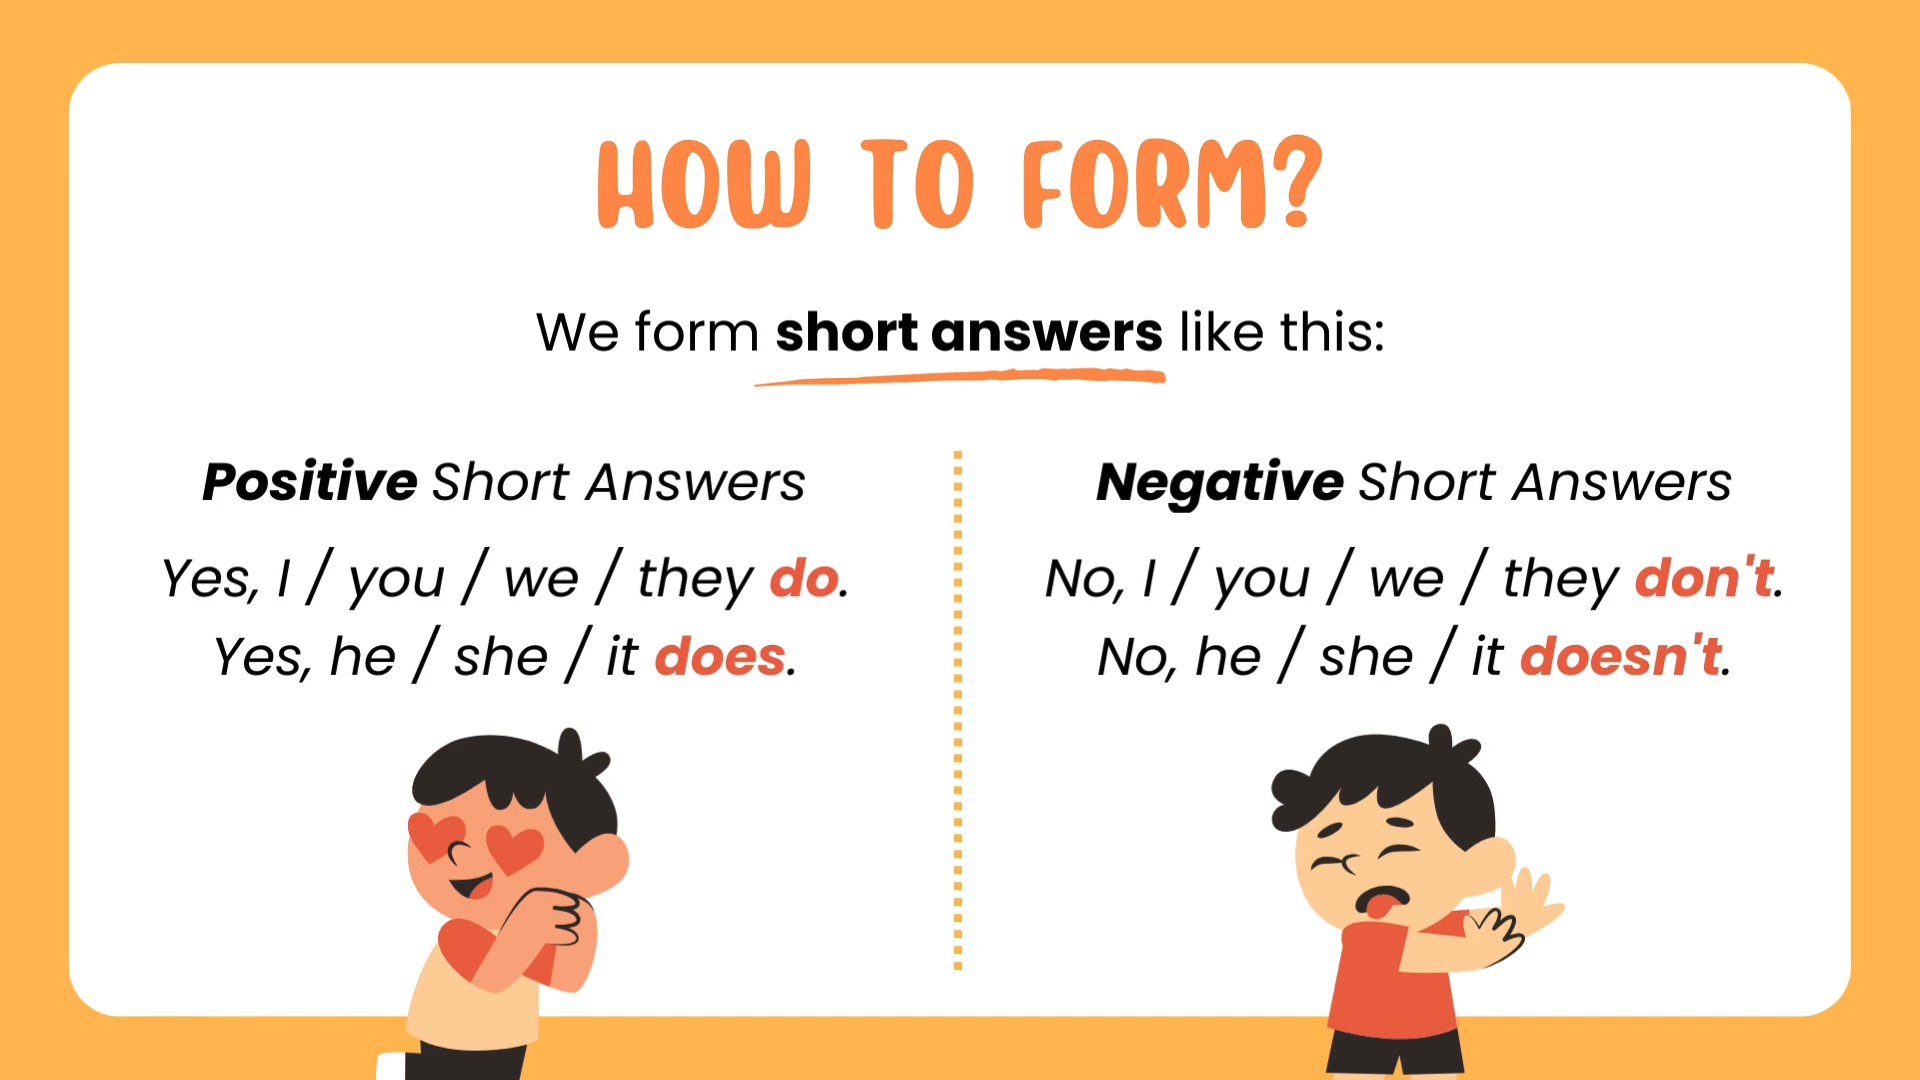 HOW TO FORM?
We form short answers like this:
Positive Short Answers
Yes, I / you / we / they do.
Yes, he / she / it does.
Negative Short Answers
No, I / you / we / they don't.
No, he / she / it doesn't.